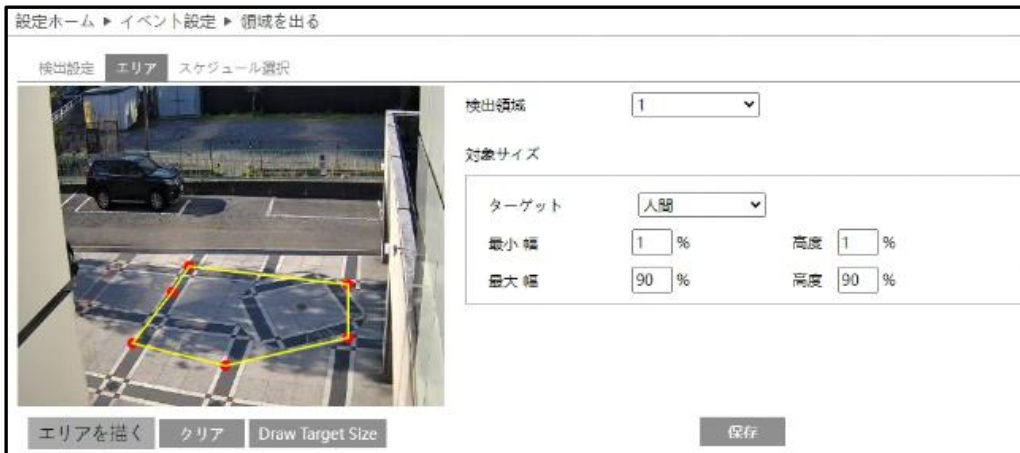 設定ホーム ▶ イベント設定 ▶ 領域を出る
検出設定 エリア スケジュール選択
検出領域 1
対象サイズ
ターゲット 人間
最小 幅 1 % 高度 1 %
最大 幅 90 % 高度 90 %
エリアを描く クリア Draw Target Size 保存